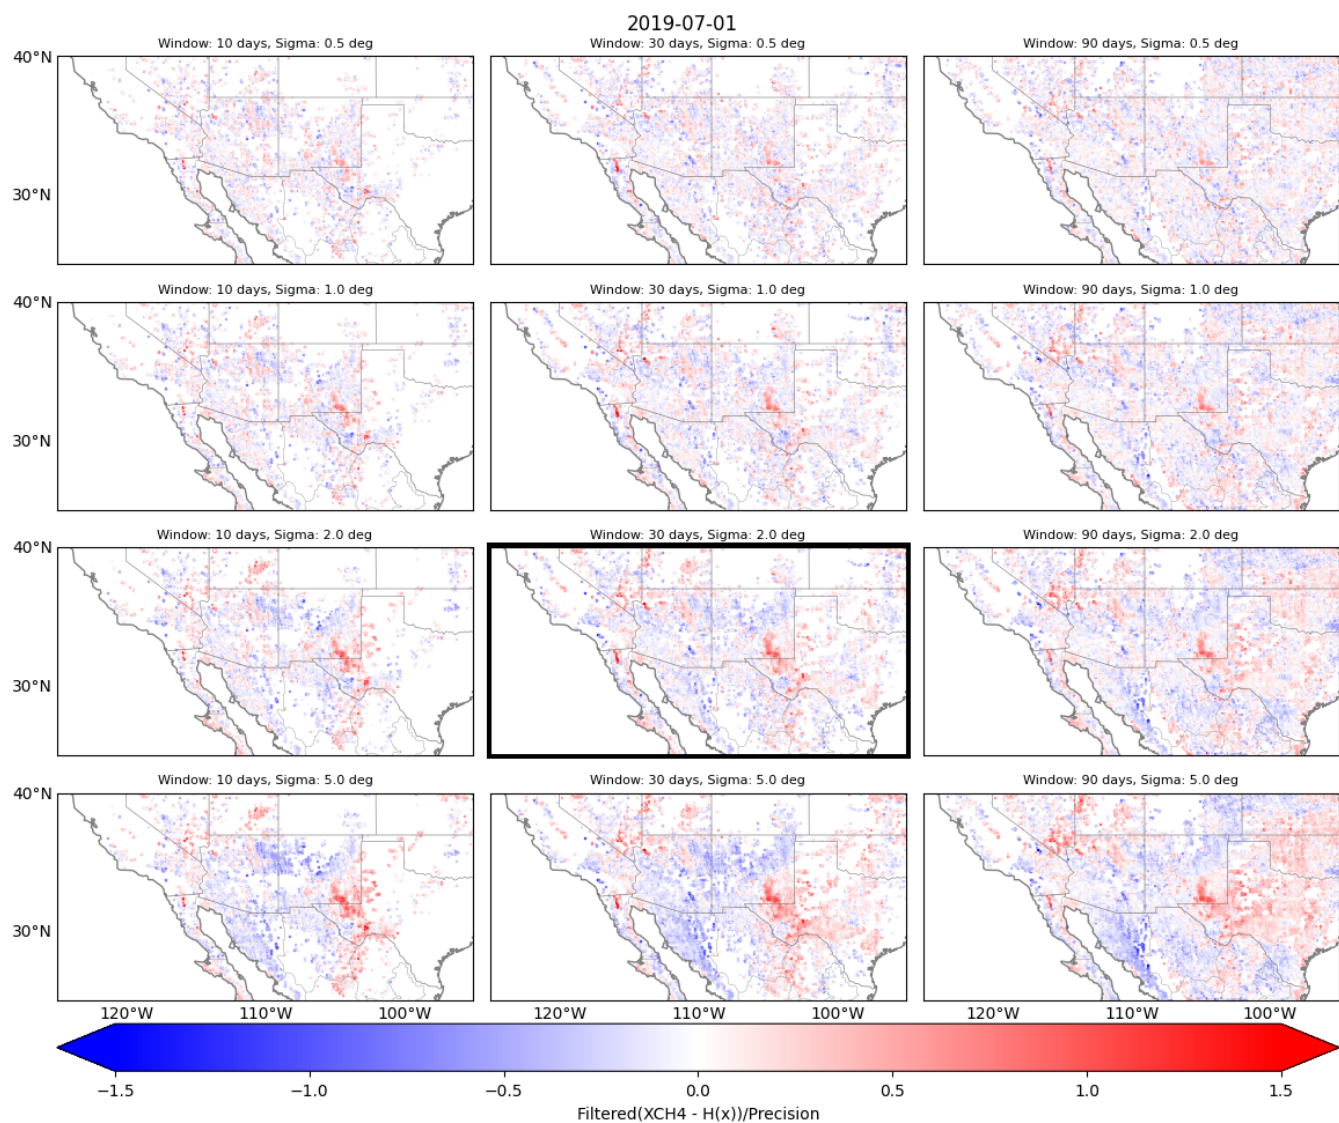 2019-07-01
Window: 10 days, Sigma: 0.5 deg
Window: 30 days, Sigma: 0.5 deg
Window: 90 days, Sigma: 0.5 deg
40°N
30°N
Window: 10 days, Sigma: 1.0 deg
Window: 30 days, Sigma: 1.0 deg
Window: 90 days, Sigma: 1.0 deg
40°N
30°N
Window: 10 days, Sigma: 2.0 deg
Window: 30 days, Sigma: 2.0 deg
Window: 90 days, Sigma: 2.0 deg
40°N
30°N
Window: 10 days, Sigma: 5.0 deg
Window: 30 days, Sigma: 5.0 deg
Window: 90 days, Sigma: 5.0 deg
40°N
30°N
120°W 110°W 100°W 120°W 110°W 100°W 120°W 110°W 100°W
−1.5 −1.0 −0.5 0.0 0.5 1.0 1.5
Filtered(XCH4 - H(x))/Precision